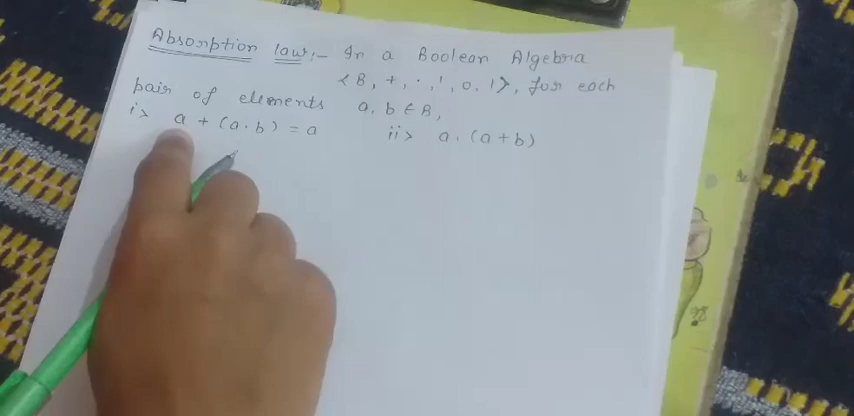 Absorption law:- In a Boolean Algebra
<B, +, ·, ', 0, 1>, for each
pair of elements a, b ∈ B,
i> a + (a.b) = a ii> a. (a+b)